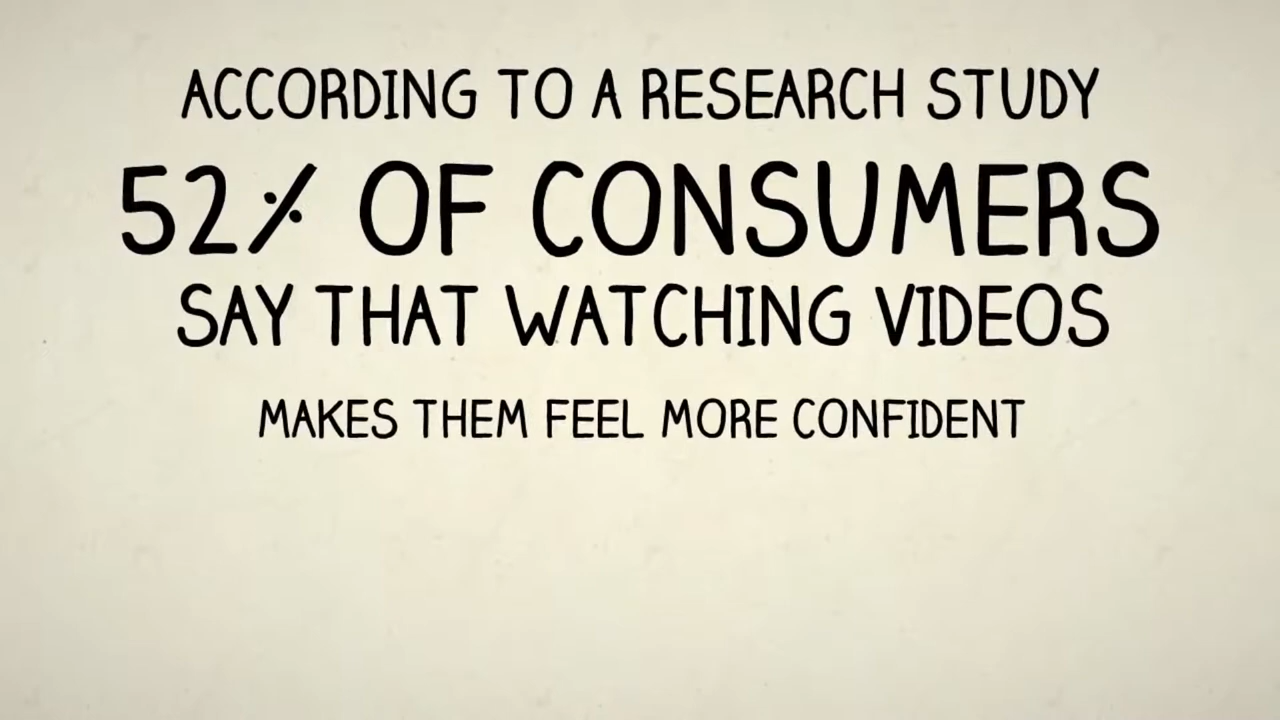 ACCORDING TO A RESEARCH STUDY
52% OF CONSUMERS
SAY THAT WATCHING VIDEOS
MAKES THEM FEEL MORE CONFIDENT